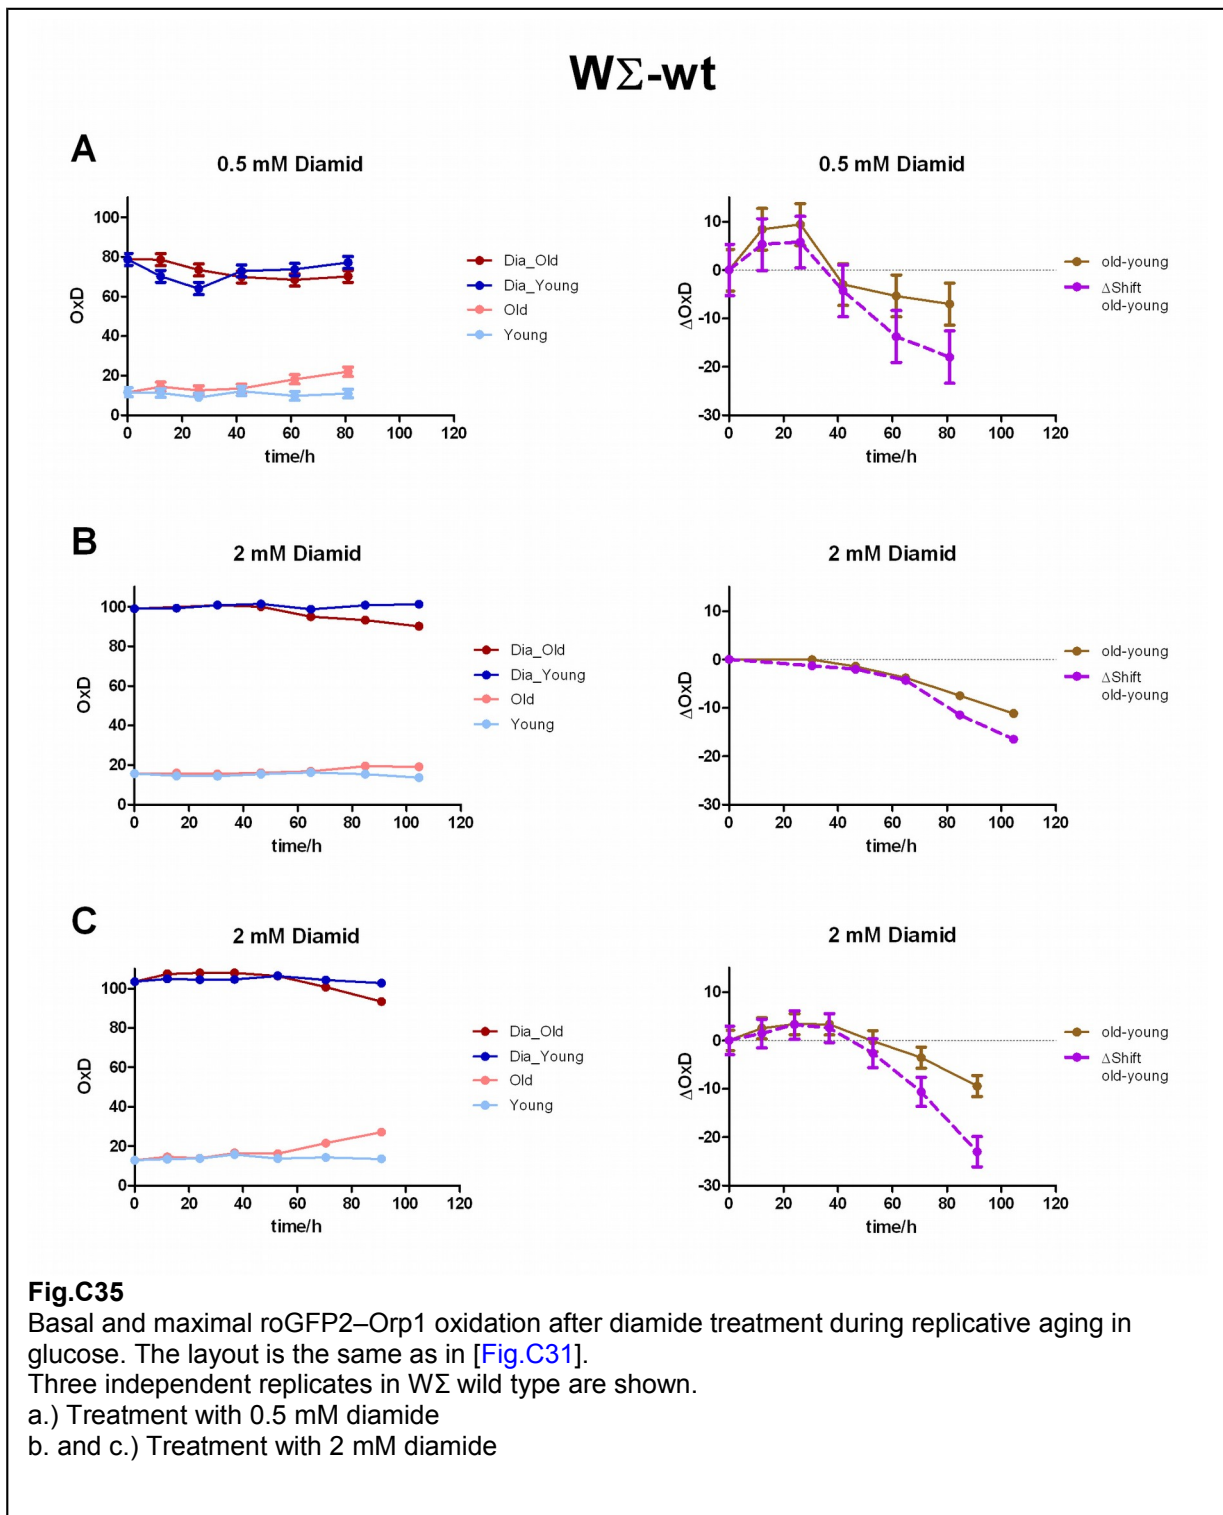 WΣ-wt
A
0.5 mM Diamid
OxD
100
80
60
40
20
0
0 20 40 60 80 100 120
time/h
Dia_Old
Dia_Young
Old
Young
0.5 mM Diamid
ΔOxD
10
0
-10
-20
-30
0 20 40 60 80 100 120
time/h
old-young
ΔShift
old-young
B
2 mM Diamid
OxD
100
80
60
40
20
0
0 20 40 60 80 100 120
time/h
Dia_Old
Dia_Young
Old
Young
2 mM Diamid
ΔOxD
10
0
-10
-20
-30
0 20 40 60 80 100 120
time/h
old-young
ΔShift
old-young
C
2 mM Diamid
OxD
100
80
60
40
20
0
0 20 40 60 80 100 120
time/h
Dia_Old
Dia_Young
Old
Young
2 mM Diamid
ΔOxD
10
0
-10
-20
-30
0 20 40 60 80 100 120
time/h
old-young
ΔShift
old-young
Fig.C35
Basal and maximal roGFP2–Orp1 oxidation after diamide treatment during replicative aging in
glucose. The layout is the same as in [Fig.C31].
Three independent replicates in WΣ wild type are shown.
a.) Treatment with 0.5 mM diamide
b. and c.) Treatment with 2 mM diamide